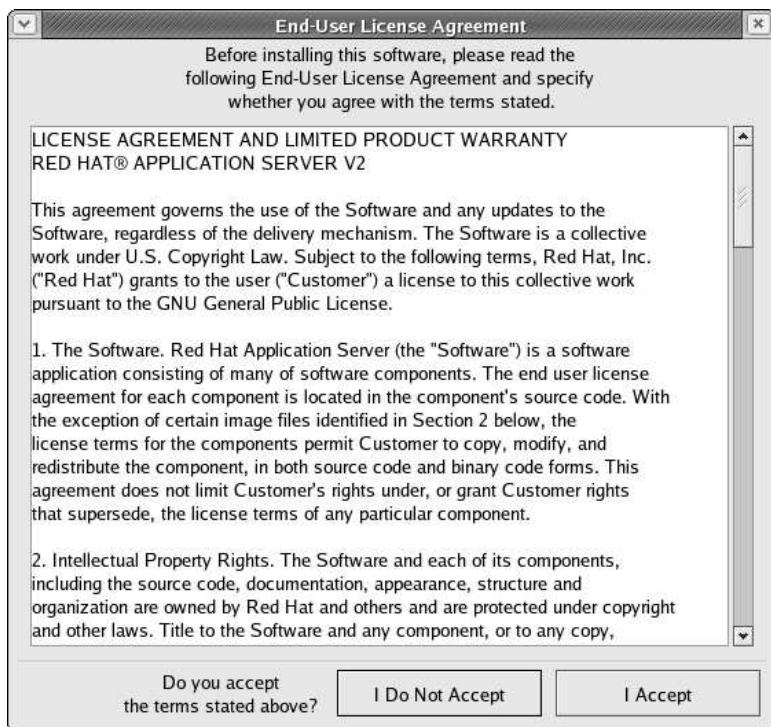 End-User License Agreement
Before installing this software, please read the
following End-User License Agreement and specify
whether you agree with the terms stated.
LICENSE AGREEMENT AND LIMITED PRODUCT WARRANTY
RED HAT® APPLICATION SERVER V2
This agreement governs the use of the Software and any updates to the
Software, regardless of the delivery mechanism. The Software is a collective
work under U.S. Copyright Law. Subject to the following terms, Red Hat, Inc.
("Red Hat") grants to the user ("Customer") a license to this collective work
pursuant to the GNU General Public License.
1. The Software. Red Hat Application Server (the "Software") is a software
application consisting of many of software components. The end user license
agreement for each component is located in the component's source code. With
the exception of certain image files identified in Section 2 below, the
license terms for the components permit Customer to copy, modify, and
redistribute the component, in both source code and binary code forms. This
agreement does not limit Customer's rights under, or grant Customer rights
that supersede, the license terms of any particular component.
2. Intellectual Property Rights. The Software and each of its components,
including the source code, documentation, appearance, structure and
organization are owned by Red Hat and others and are protected under copyright
and other laws. Title to the Software and any component, or to any copy,
Do you accept
the terms stated above?
I Do Not Accept
I Accept